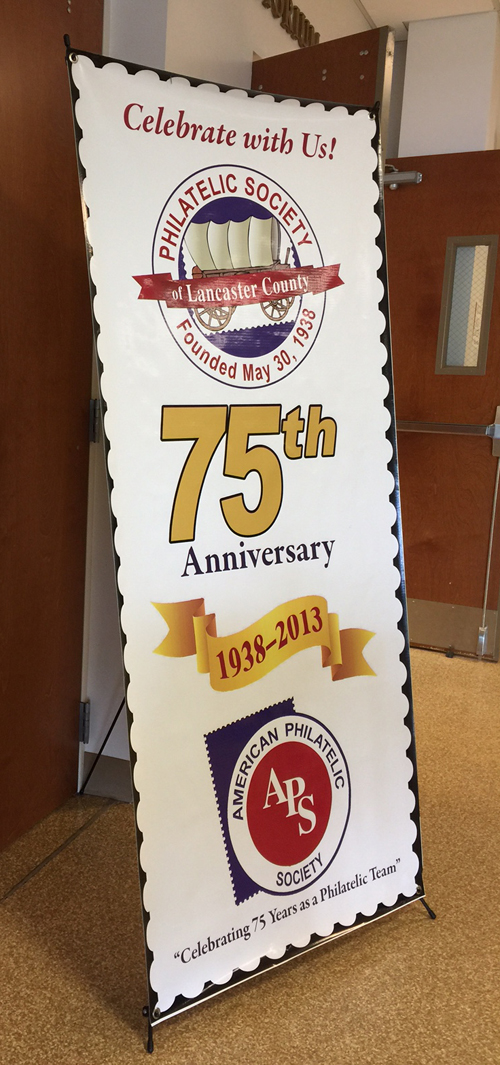 Celebrate with Us!
PHILATELIC SOCIETY
of Lancaster County
Founded May 30, 1938
75th
Anniversary
1938–2013
AMERICAN PHILATELIC
APS
SOCIETY
“Celebrating 75 Years as a Philatelic Team”